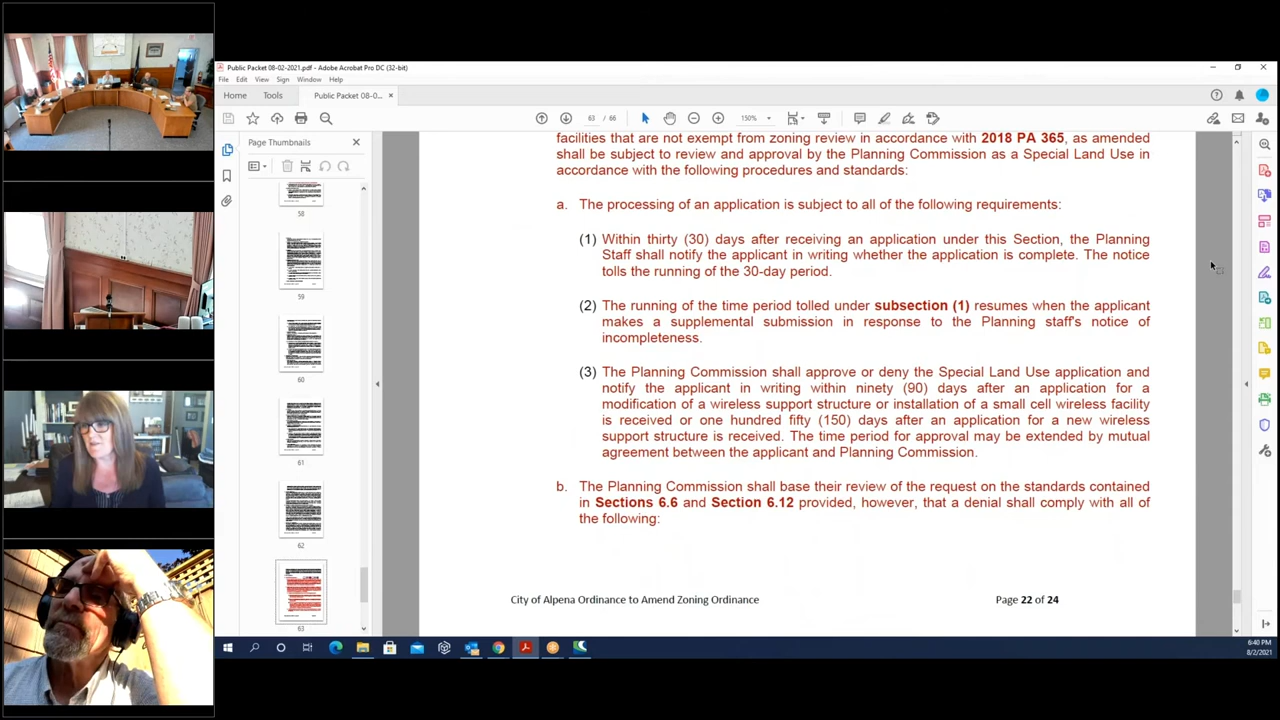 Public Packet 08-02-2021.pdf - Adobe Acrobat Pro DC (32-bit)
File Edit View Sign Window Help
Home Tools Public Packet 08-0... ×
63 / 66 150%
Page Thumbnails
58
59
60
61
62
63
facilities that are not exempt from zoning review in accordance with 2018 PA 365, as amended
shall be subject to review and approval by the Planning Commission as a Special Land Use in
accordance with the following procedures and standards:
a. The processing of an application is subject to all of the following requirements:
(1) Within thirty (30) days after receiving an application under this Section, the Planning
Staff shall notify the applicant in writing whether the application is complete. The notice
tolls the running of the 30-day period.
(2) The running of the time period tolled under subsection (1) resumes when the applicant
makes a supplemental submission in response to the Planning staff's notice of
incompleteness.
(3) The Planning Commission shall approve or deny the Special Land Use application and
notify the applicant in writing within ninety (90) days after an application for a
modification of a wireless support structure or installation of a small cell wireless facility
is received or one hundred fifty (150) days after an application for a new wireless
support structure is received. The time period for approval may be extended by mutual
agreement between the applicant and Planning Commission.
b. The Planning Commission shall base their review of the request on the standards contained
in Sections 6.6 and Section 6.12 provided, however, that a denial shall comply with all of
the following:
City of Alpena Ordinance to Amend Zoning Ordinance Page 22 of 24
6:40 PM
8/2/2021